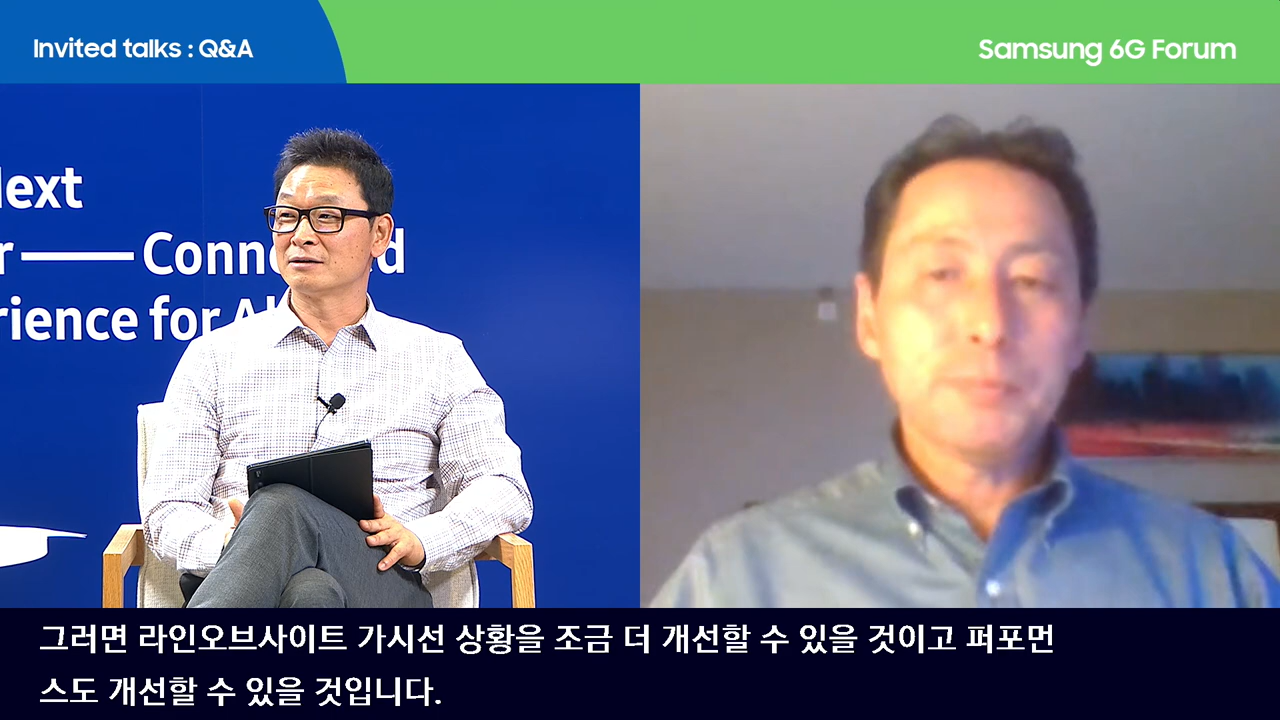 Invited talks : Q&A
Samsung 6G Forum
Conne
rience for Al
그러면 라인오브사이트 가시선 상황을 조금 더 개선할 수 있을 것이고 퍼포먼
스도 개선할 수 있을 것입니다.